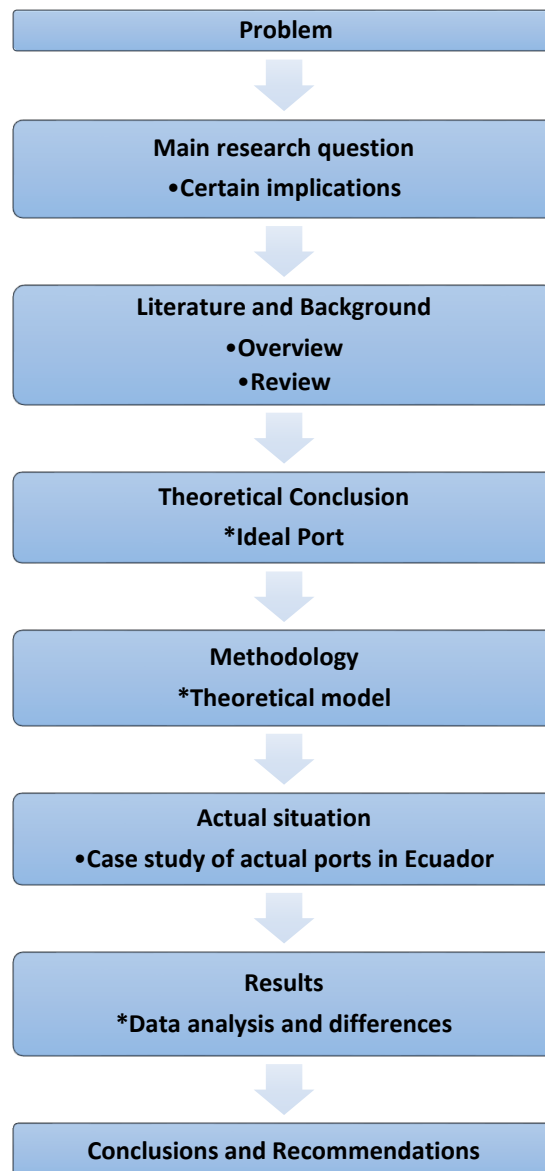 Problem
Main research question
•Certain implications
Literature and Background
•Overview
•Review
Theoretical Conclusion
*Ideal Port
Methodology
*Theoretical model
Actual situation
•Case study of actual ports in Ecuador
Results
*Data analysis and differences
Conclusions and Recommendations